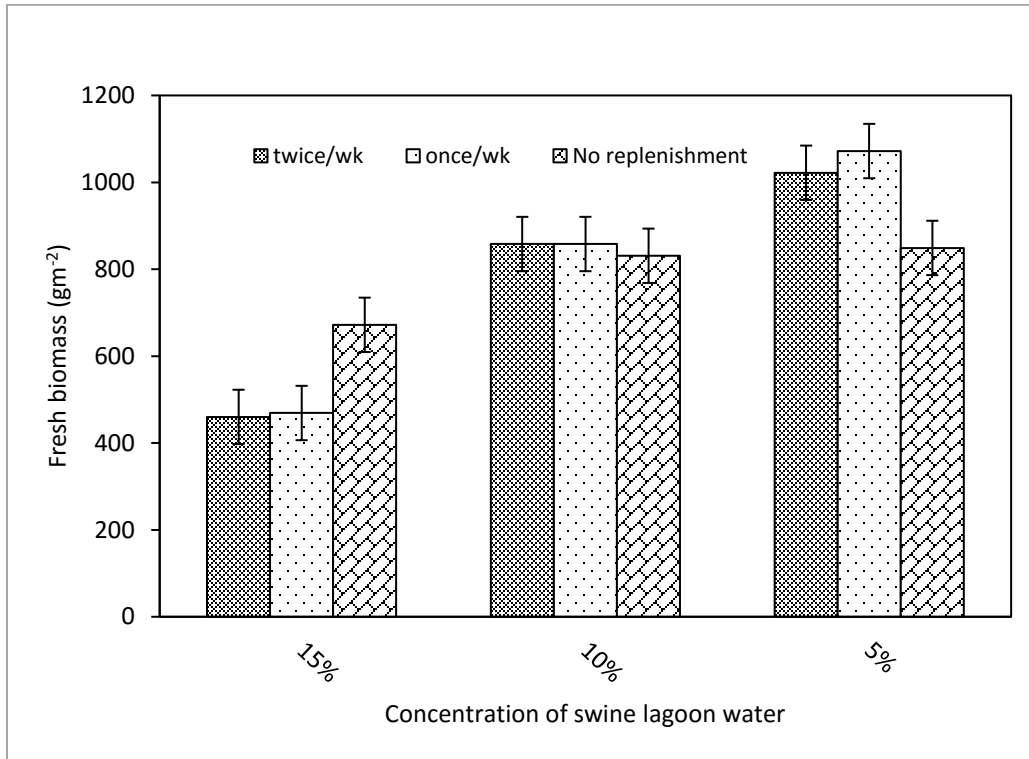 1200
1000
800
600
400
200
0
Fresh biomass (gm-2)
twice/wk once/wk No replenishment
15% 10% 5%
Concentration of swine lagoon water